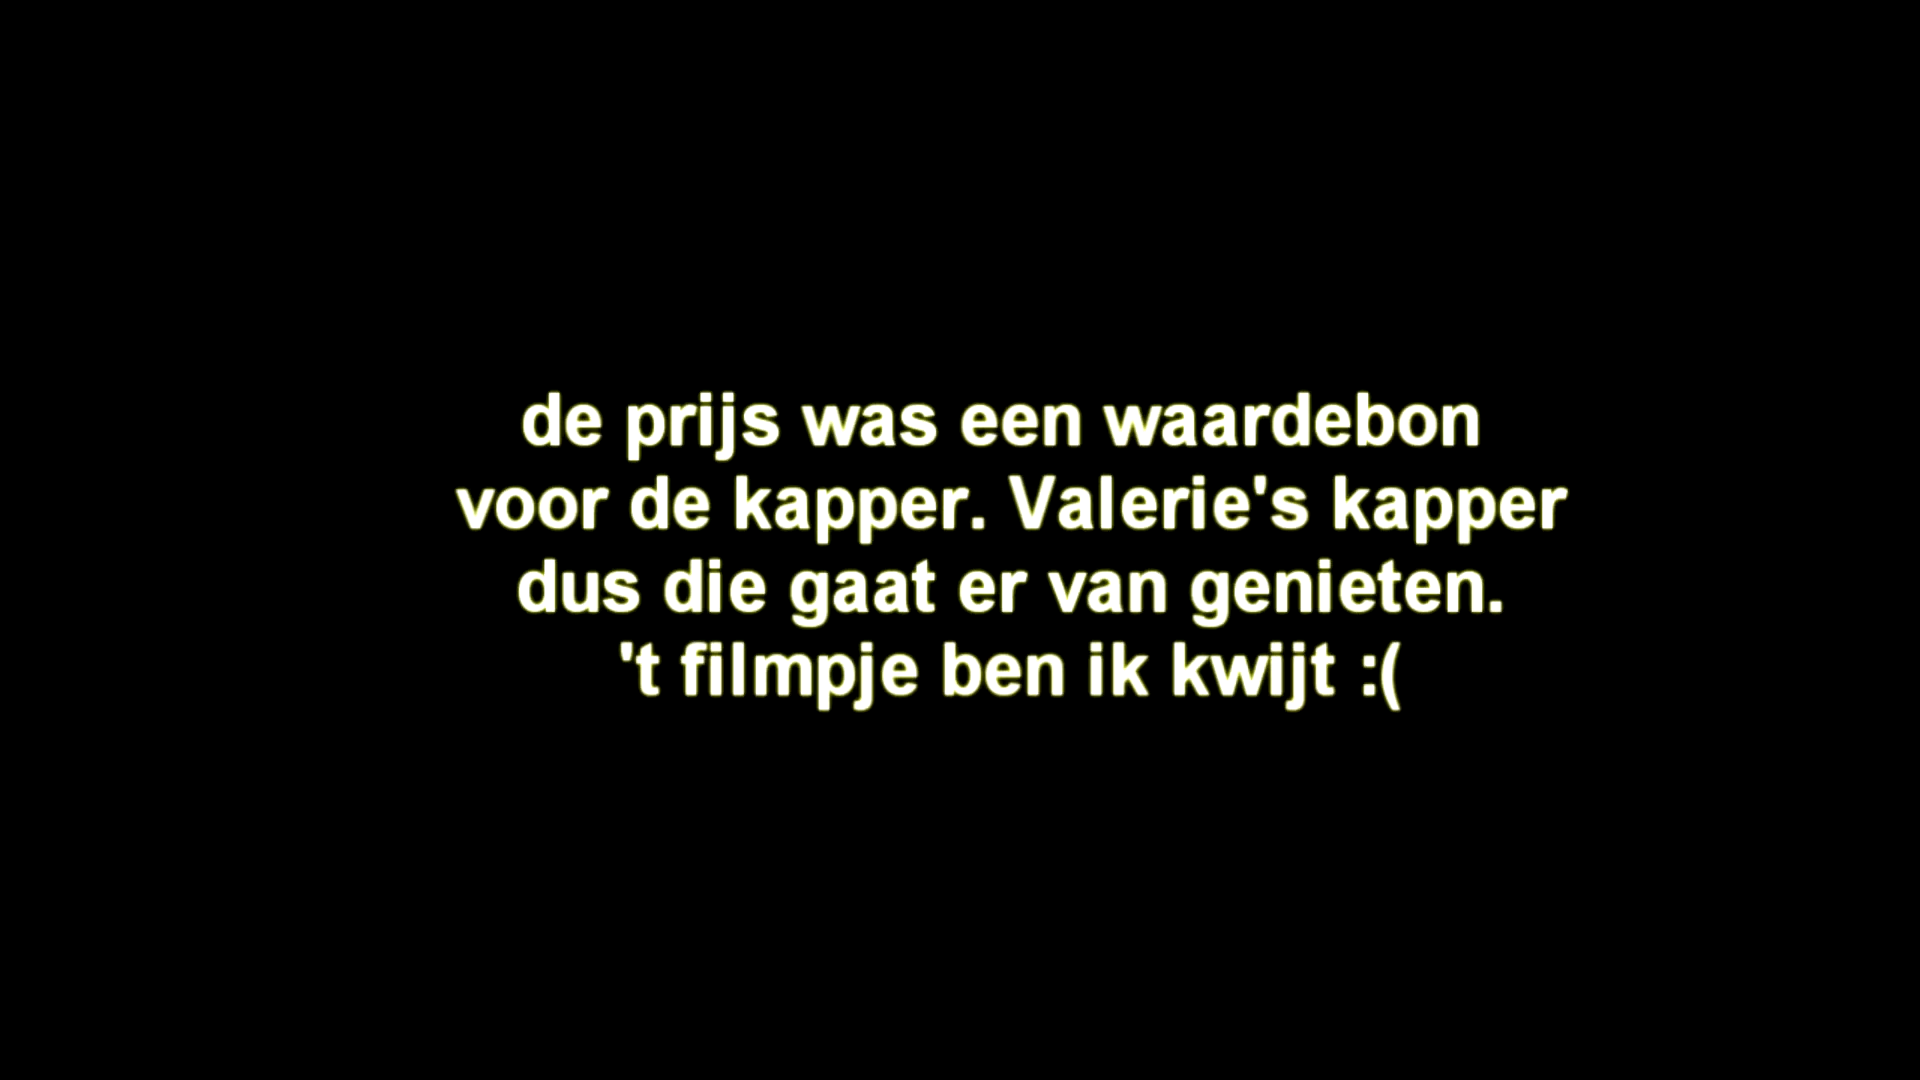 de prijs was een waardebon
voor de kapper. Valerie's kapper
dus die gaat er van genieten.
't filmpje ben ik kwijt :(